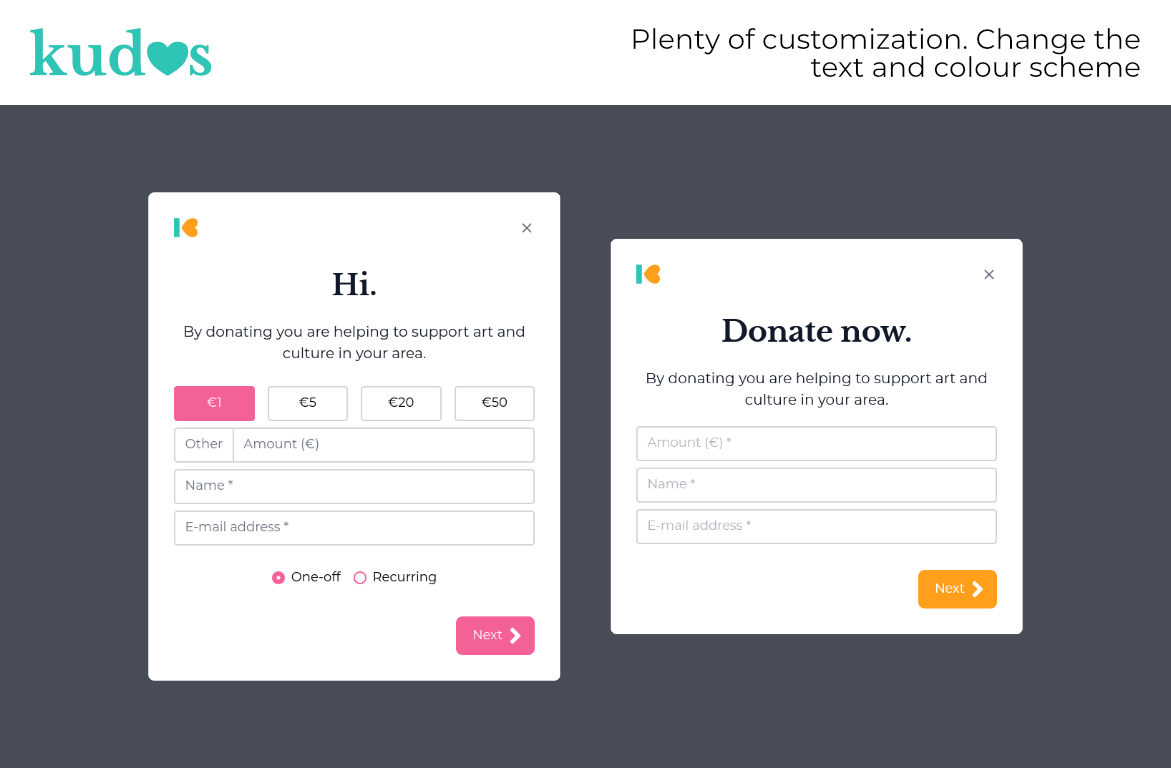 kudos
Plenty of customization. Change the
text and colour scheme
Hi.
By donating you are helping to support art and
culture in your area.
€1 €5 €20 €50
Other Amount (€)
Name *
E-mail address *
One-off Recurring
Next
Donate now.
By donating you are helping to support art and
culture in your area.
Amount (€) *
Name *
E-mail address *
Next